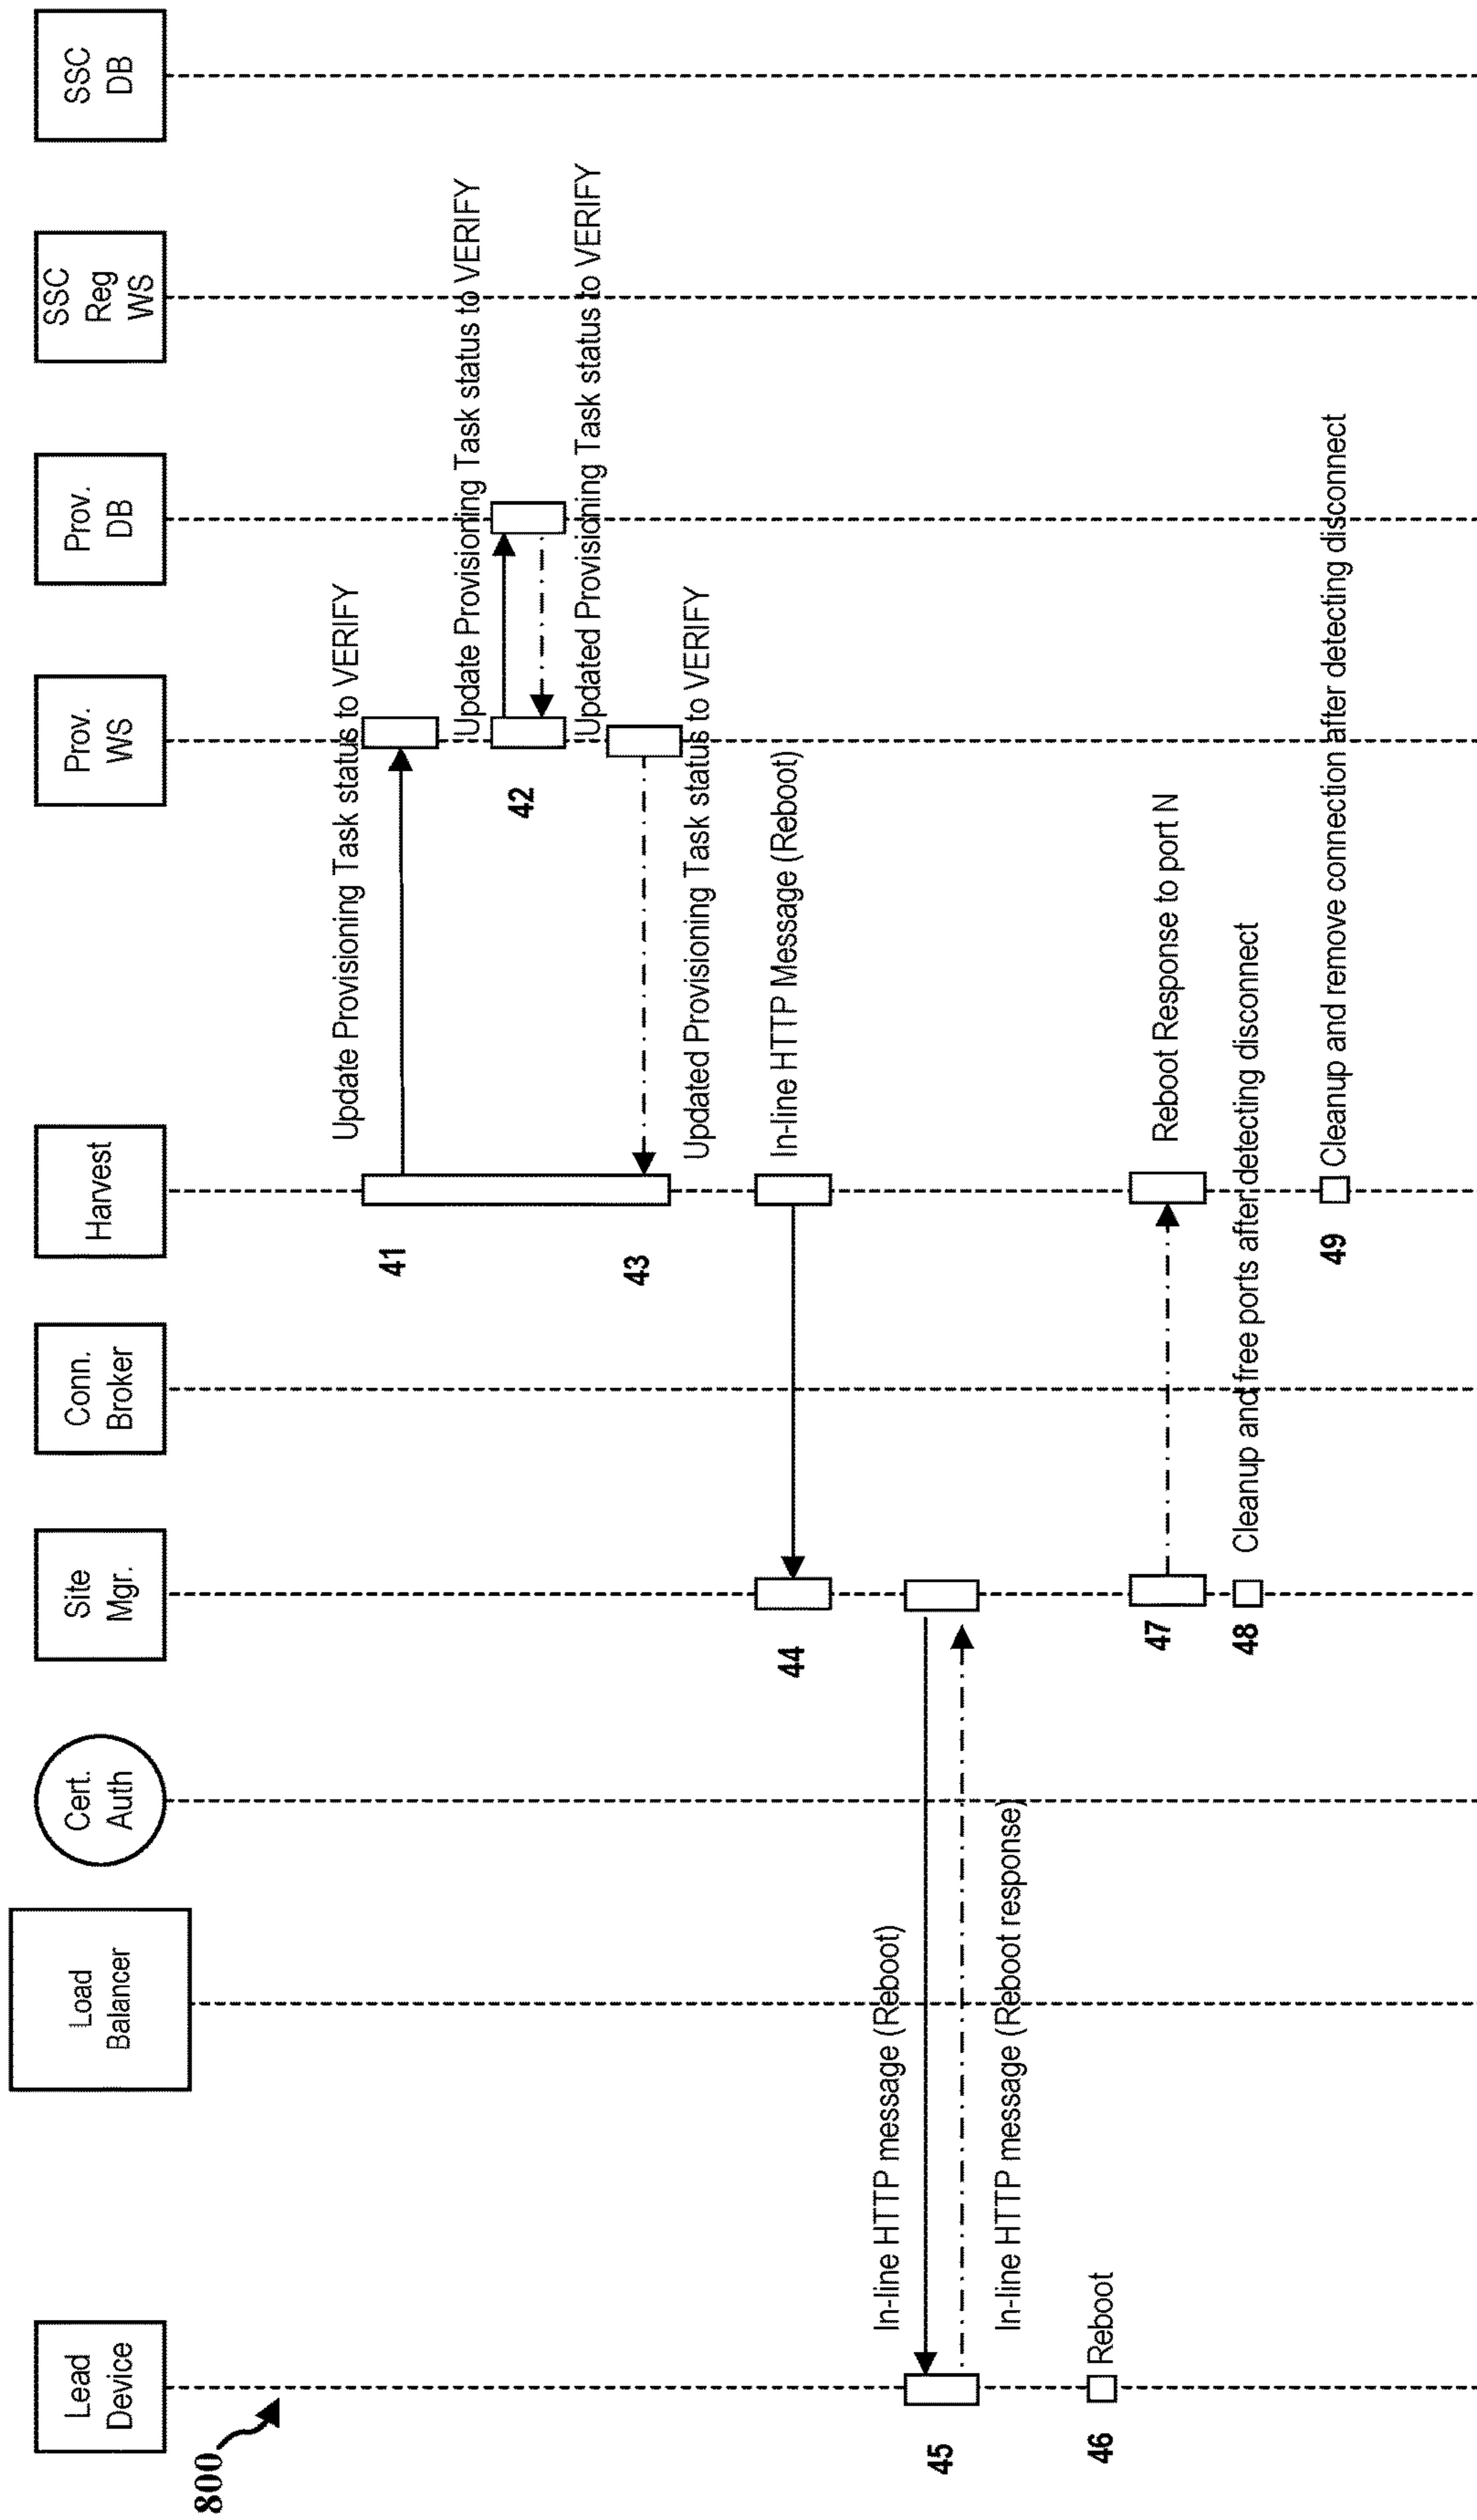 800
Lead
Device
Load
Balancer
Cert.
Auth
Site
Mgr.
Conn.
Broker
Harvest
Prov.
WS
Prov.
DB
SSC
Reg
WS
SSC
DB
Update Provisioning Task status to VERIFY
41
Update Provisioning Task status to VERIFY
42
Updated Provisioning Task status to VERIFY
43
Updated Provisioning Task status to VERIFY
In-line HTTP Message (Reboot)
44
In-line HTTP message (Reboot)
45
In-line HTTP message (Reboot response)
46
Reboot
47
Reboot Response to port N
48
Cleanup and free ports after detecting disconnect
49
Cleanup and remove connection after detecting disconnect